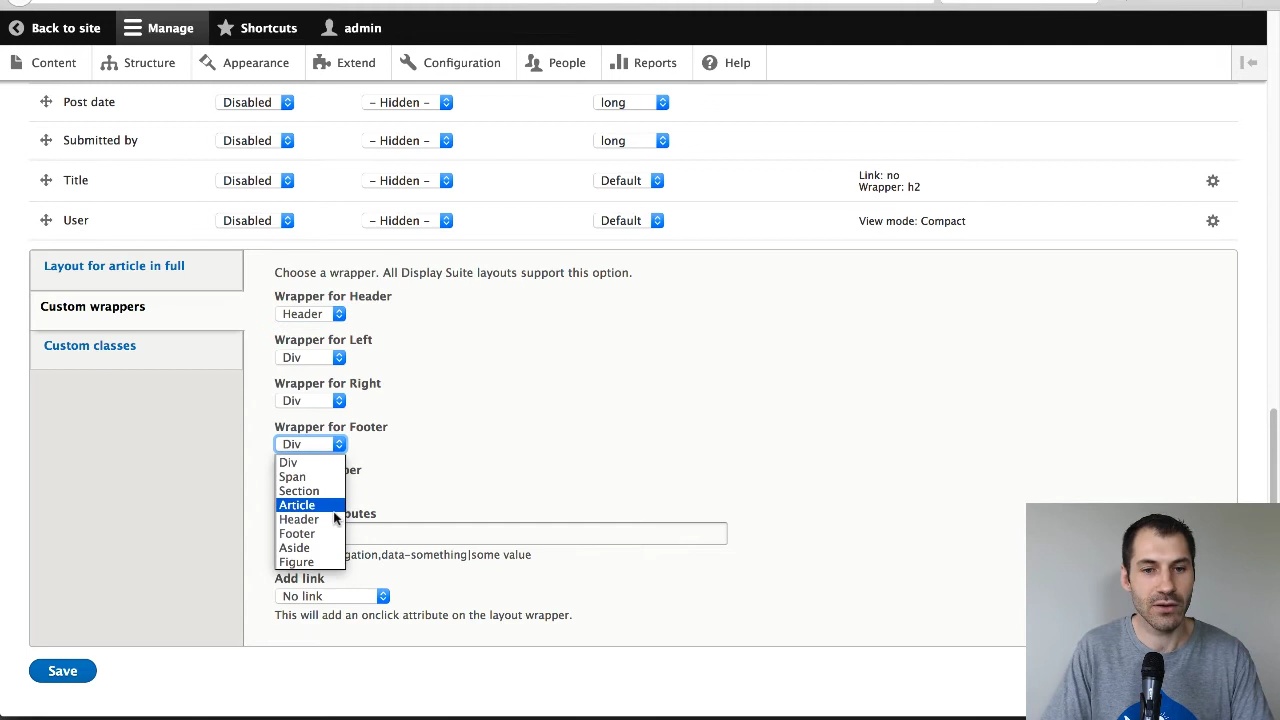 Back to site Manage Shortcuts admin
Content Structure Appearance Extend Configuration People Reports Help
Post date Disabled - Hidden - long
Submitted by Disabled - Hidden - long
Title Disabled - Hidden - Default Link: no
Wrapper: h2
User Disabled - Hidden - Default View mode: Compact
Layout for article in full
Custom wrappers
Custom classes
Choose a wrapper. All Display Suite layouts support this option.
Wrapper for Header
Header
Wrapper for Left
Div
Wrapper for Right
Div
Wrapper for Footer
Div
Div
Span
Section
Article
Header
Footer
Aside
Figure
data-something|some value
Add link
No link
This will add an onclick attribute on the layout wrapper.
Save